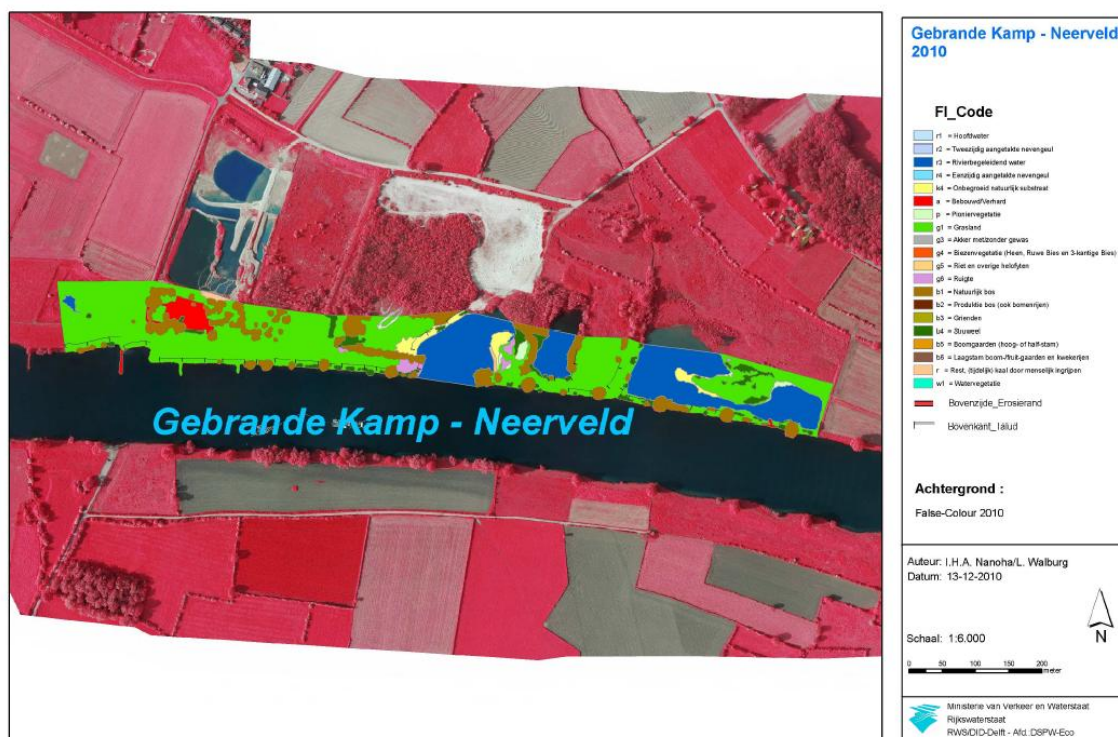 Gebrande Kamp - Neerveld
Gebrande Kamp - Neerveld
2010
Fl_Code
r1 = Hoofdwater
r2 = Tweezijdig aangetakte nevengeul
r3 = Rivierbegeleidend water
r4 = Eenzijdig aangetakte nevengeul
k4 = Onbegroeid natuurlijk substraat
a = Bebouwd/Verhard
p = Pioniervegetatie
g1 = Grasland
g3 = Akker met/zonder gewas
g4 = Biezenvegetatie (Heen, Ruwe Bies en 3-kantige Bies)
g5 = Riet en overige helofyten
g6 = Ruigte
b1 = Natuurlijk bos
b2 = Produktie bos (ook bomenrijen)
b3 = Grienden
b4 = Struweel
b5 = Boomgaarden (hoog- of half-stam)
b6 = Laagstam boom-/fruit-gaarden en kwekerijen
r = Rest, (tijdelijk) kaal door menselijk ingrijpen
w1 = Watervegetatie
Bovenzijde_Erosierand
Bovenkant_Talud
Achtergrond :
False-Colour 2010
Auteur: I.H.A. Nanoha/L. Walburg
Datum: 13-12-2010
N
Schaal: 1:6.000
0 50 100 150 200
meter
Ministerie van Verkeer en Waterstaat
Rijkswaterstaat
RWS/DID-Delft - Afd.:DSPW-Eco